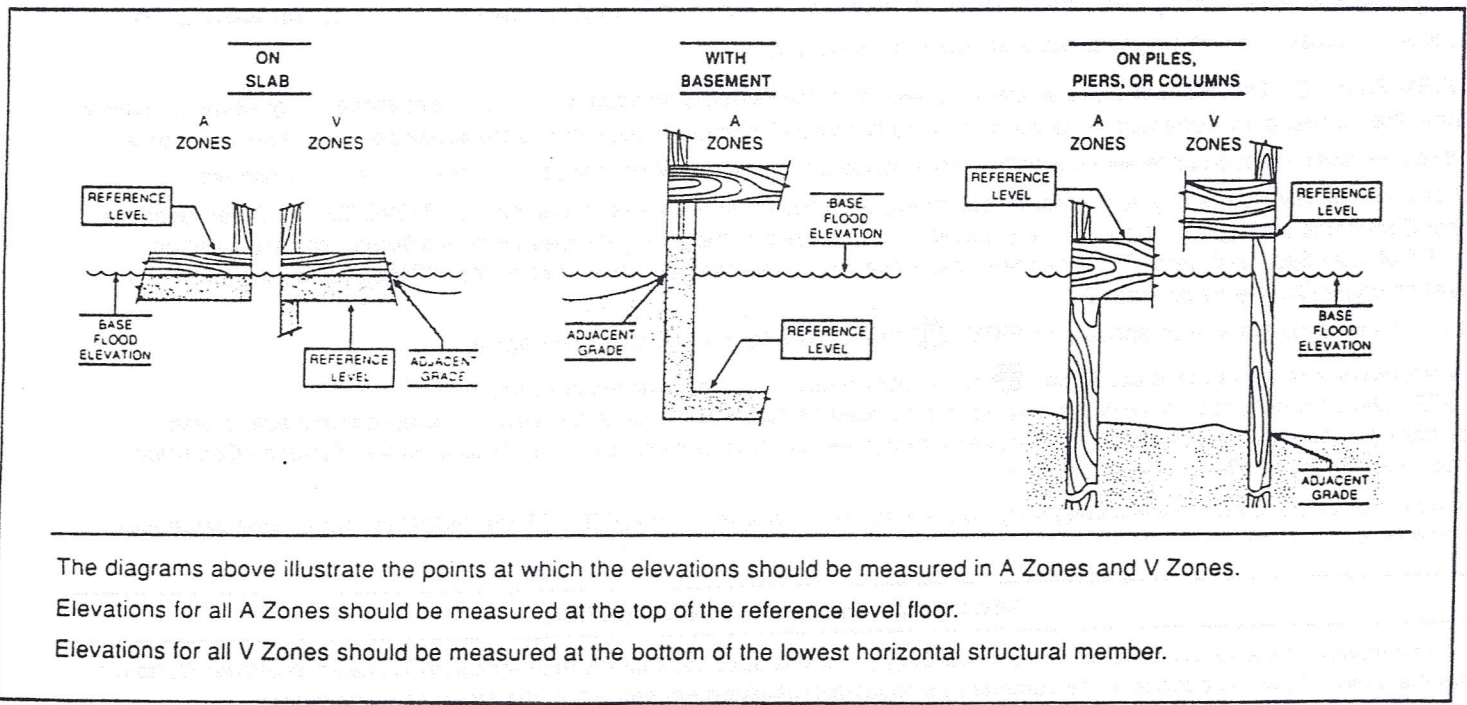 ON
SLAB
A
ZONES
V
ZONES
REFERENCE
LEVEL
BASE
FLOOD
ELEVATION
REFERENCE
LEVEL
ADJACENT
GRADE
WITH
BASEMENT
A
ZONES
BASE
FLOOD
ELEVATION
ADJACENT
GRADE
REFERENCE
LEVEL
ON PILES,
PIERS, OR COLUMNS
A
ZONES
V
ZONES
REFERENCE
LEVEL
REFERENCE
LEVEL
BASE
FLOOD
ELEVATION
ADJACENT
GRADE
The diagrams above illustrate the points at which the elevations should be measured in A Zones and V Zones.
Elevations for all A Zones should be measured at the top of the reference level floor.
Elevations for all V Zones should be measured at the bottom of the lowest horizontal structural member.